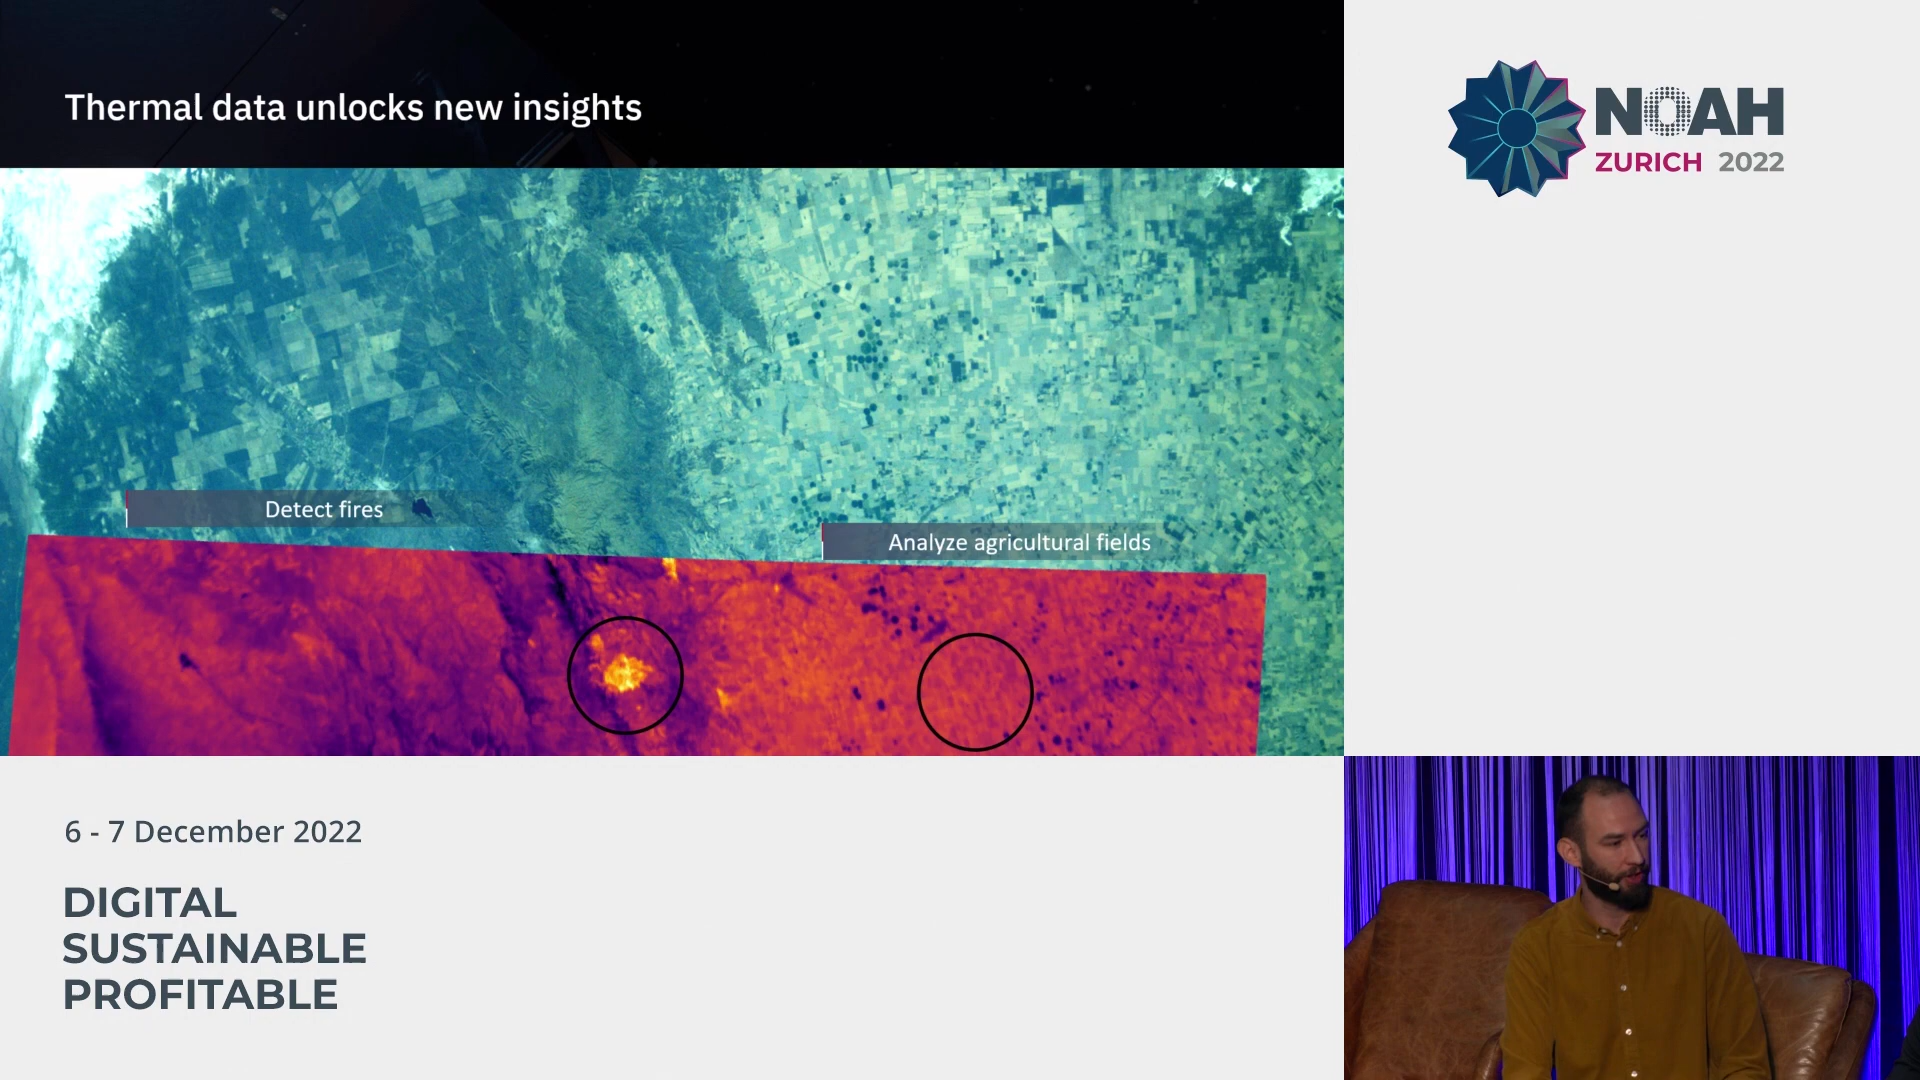 Thermal data unlocks new insights
NOAH
ZURICH 2022
Detect fires
Analyze agricultural fields
6 - 7 December 2022
DIGITAL
SUSTAINABLE
PROFITABLE